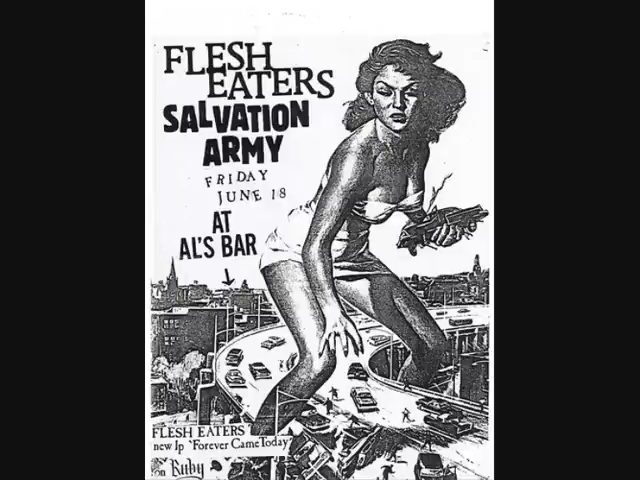 FLESH
EATERS
SALVATION
ARMY
FRIDAY
JUNE 18
AT
AL'S BAR
FLESH EATERS
new lp "Forever Came Today"
on Ruby